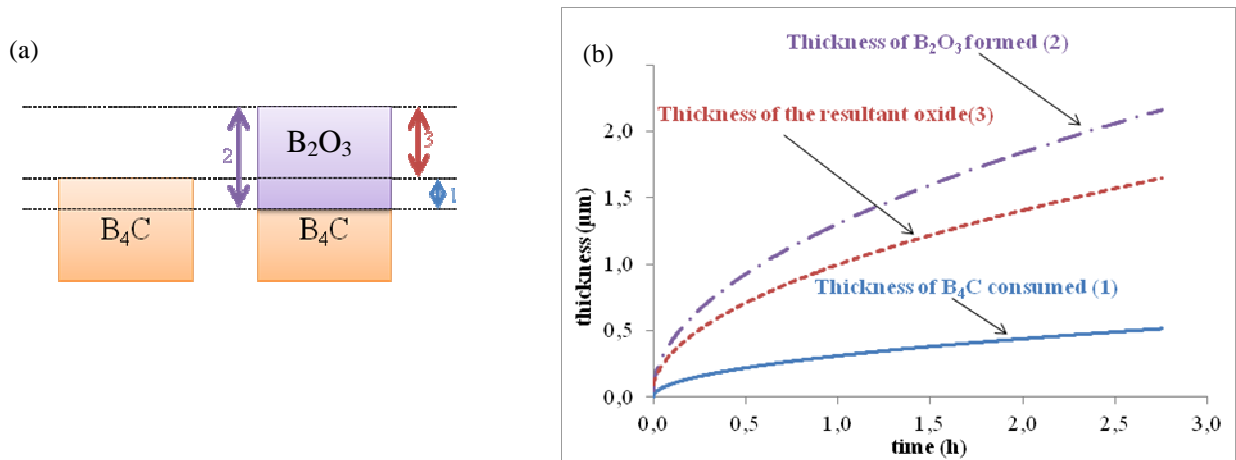 (a)
2
B₂O₃
3
1
B₄C
B₄C
(b)
Thickness of B₂O₃ formed (2)
Thickness of the resultant oxide(3)
Thickness of B₄C consumed (1)
thickness (µm)
2,0
1,5
1,0
0,5
0,0
0,0 0,5 1,0 1,5 2,0 2,5 3,0
time (h)